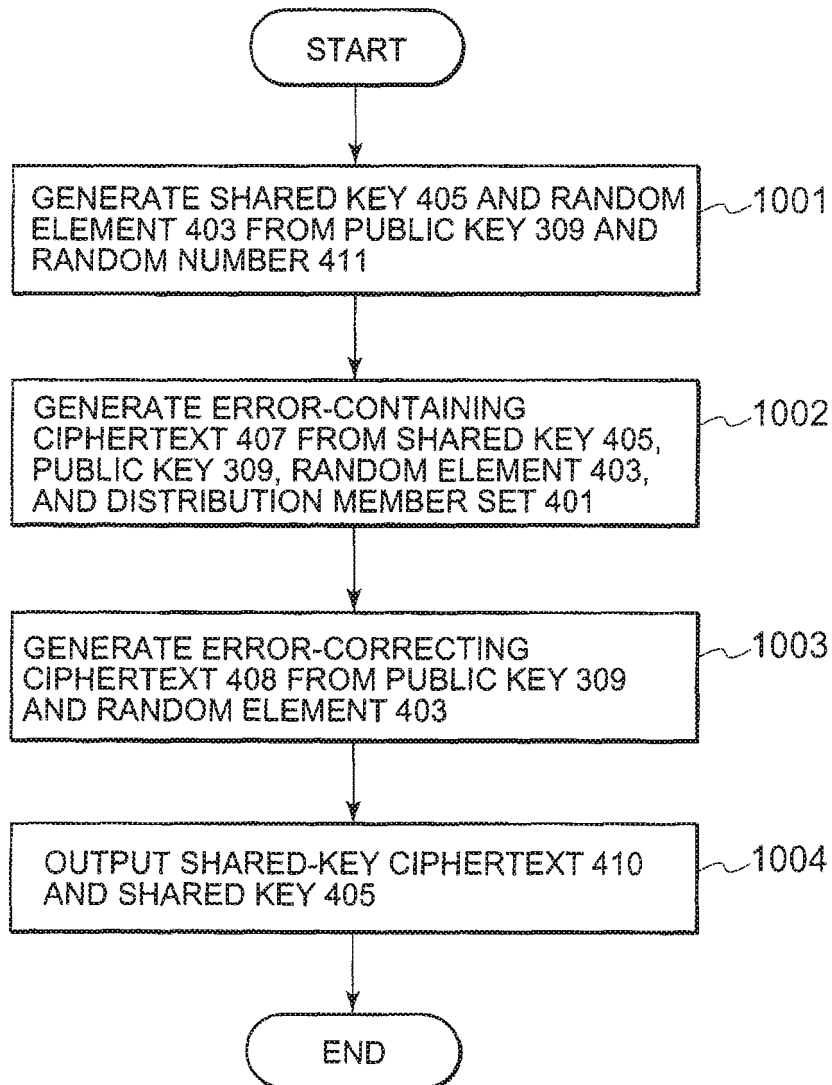 START
GENERATE SHARED KEY 405 AND RANDOM
ELEMENT 403 FROM PUBLIC KEY 309 AND
RANDOM NUMBER 411
1001
GENERATE ERROR-CONTAINING
CIPHERTEXT 407 FROM SHARED KEY 405,
PUBLIC KEY 309, RANDOM ELEMENT 403,
AND DISTRIBUTION MEMBER SET 401
1002
GENERATE ERROR-CORRECTING
CIPHERTEXT 408 FROM PUBLIC KEY 309
AND RANDOM ELEMENT 403
1003
OUTPUT SHARED-KEY CIPHERTEXT 410
AND SHARED KEY 405
1004
END